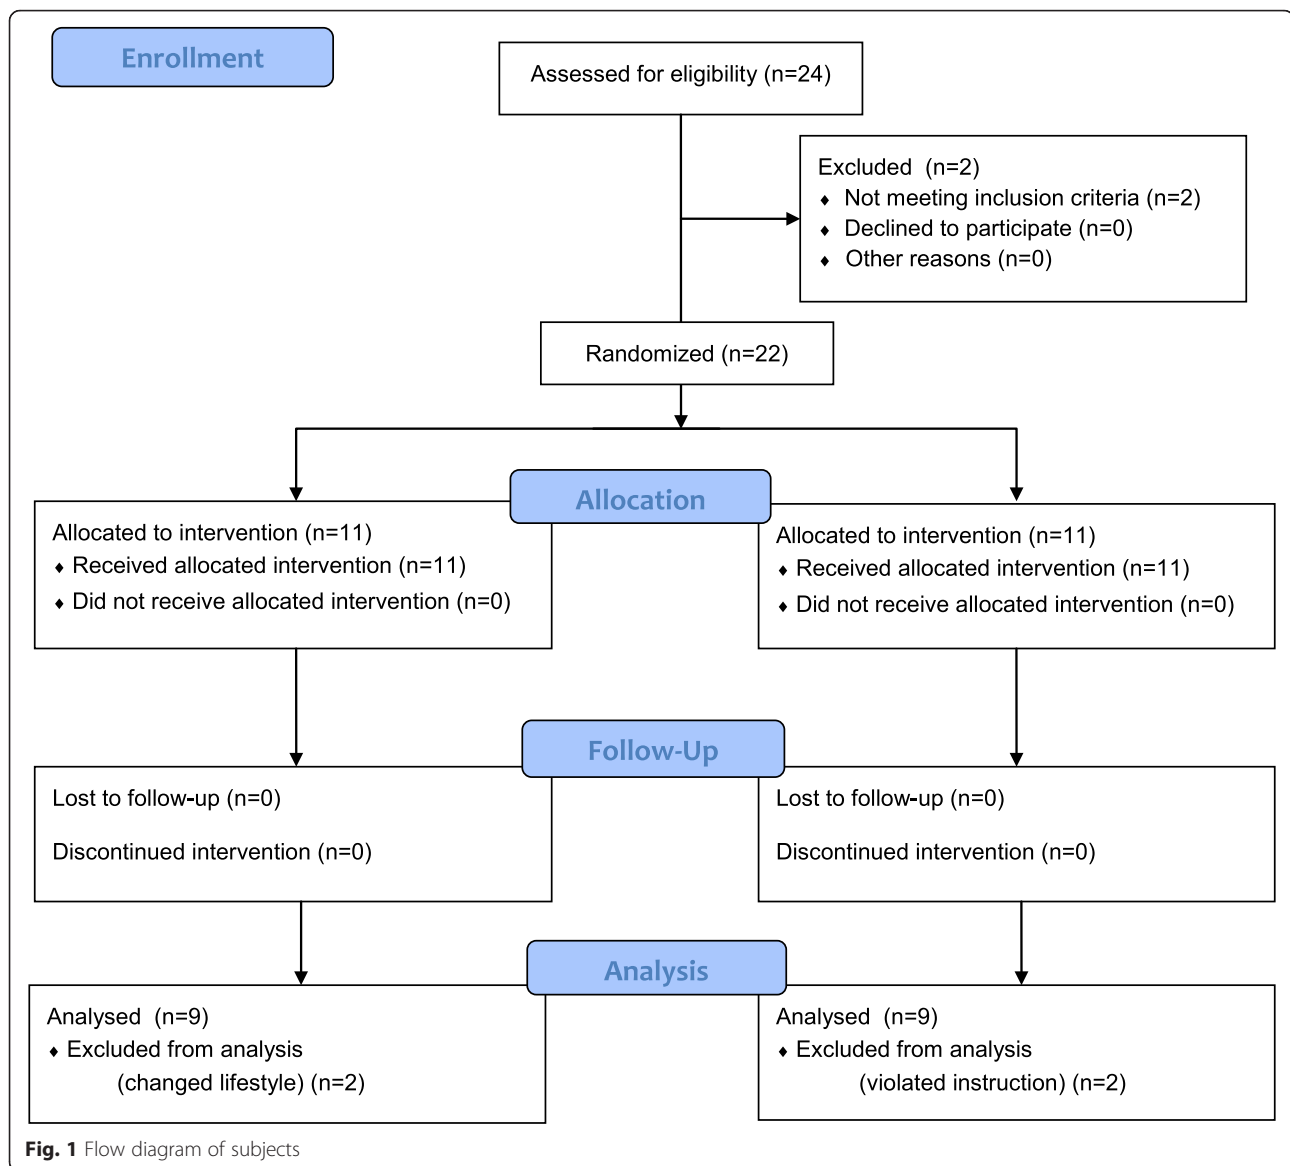 Enrollment
Assessed for eligibility (n=24)
Excluded  (n=2)
♦ Not meeting inclusion criteria (n=2)
♦ Declined to participate (n=0)
♦ Other reasons (n=0)
Randomized (n=22)
Allocation
Allocated to intervention (n=11)
♦ Received allocated intervention (n=11)
♦ Did not receive allocated intervention (n=0)
Allocated to intervention (n=11)
♦ Received allocated intervention (n=11)
♦ Did not receive allocated intervention (n=0)
Follow-Up
Lost to follow-up (n=0)
Discontinued intervention (n=0)
Lost to follow-up (n=0)
Discontinued intervention (n=0)
Analysis
Analysed  (n=9)
♦ Excluded from analysis
(changed lifestyle) (n=2)
Analysed  (n=9)
♦ Excluded from analysis
(violated instruction) (n=2)
Fig. 1 Flow diagram of subjects